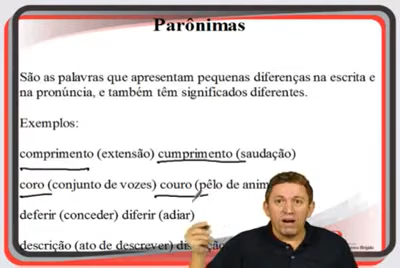 Parônimas
São as palavras que apresentam pequenas diferenças na escrita e
na pronúncia, e também têm significados diferentes.
Exemplos:
comprimento (extensão) cumprimento (saudação)
coro (conjunto de vozes) couro (pêlo de
deferir (conceder) diferir (adiar)
descrição (ato de descrever)